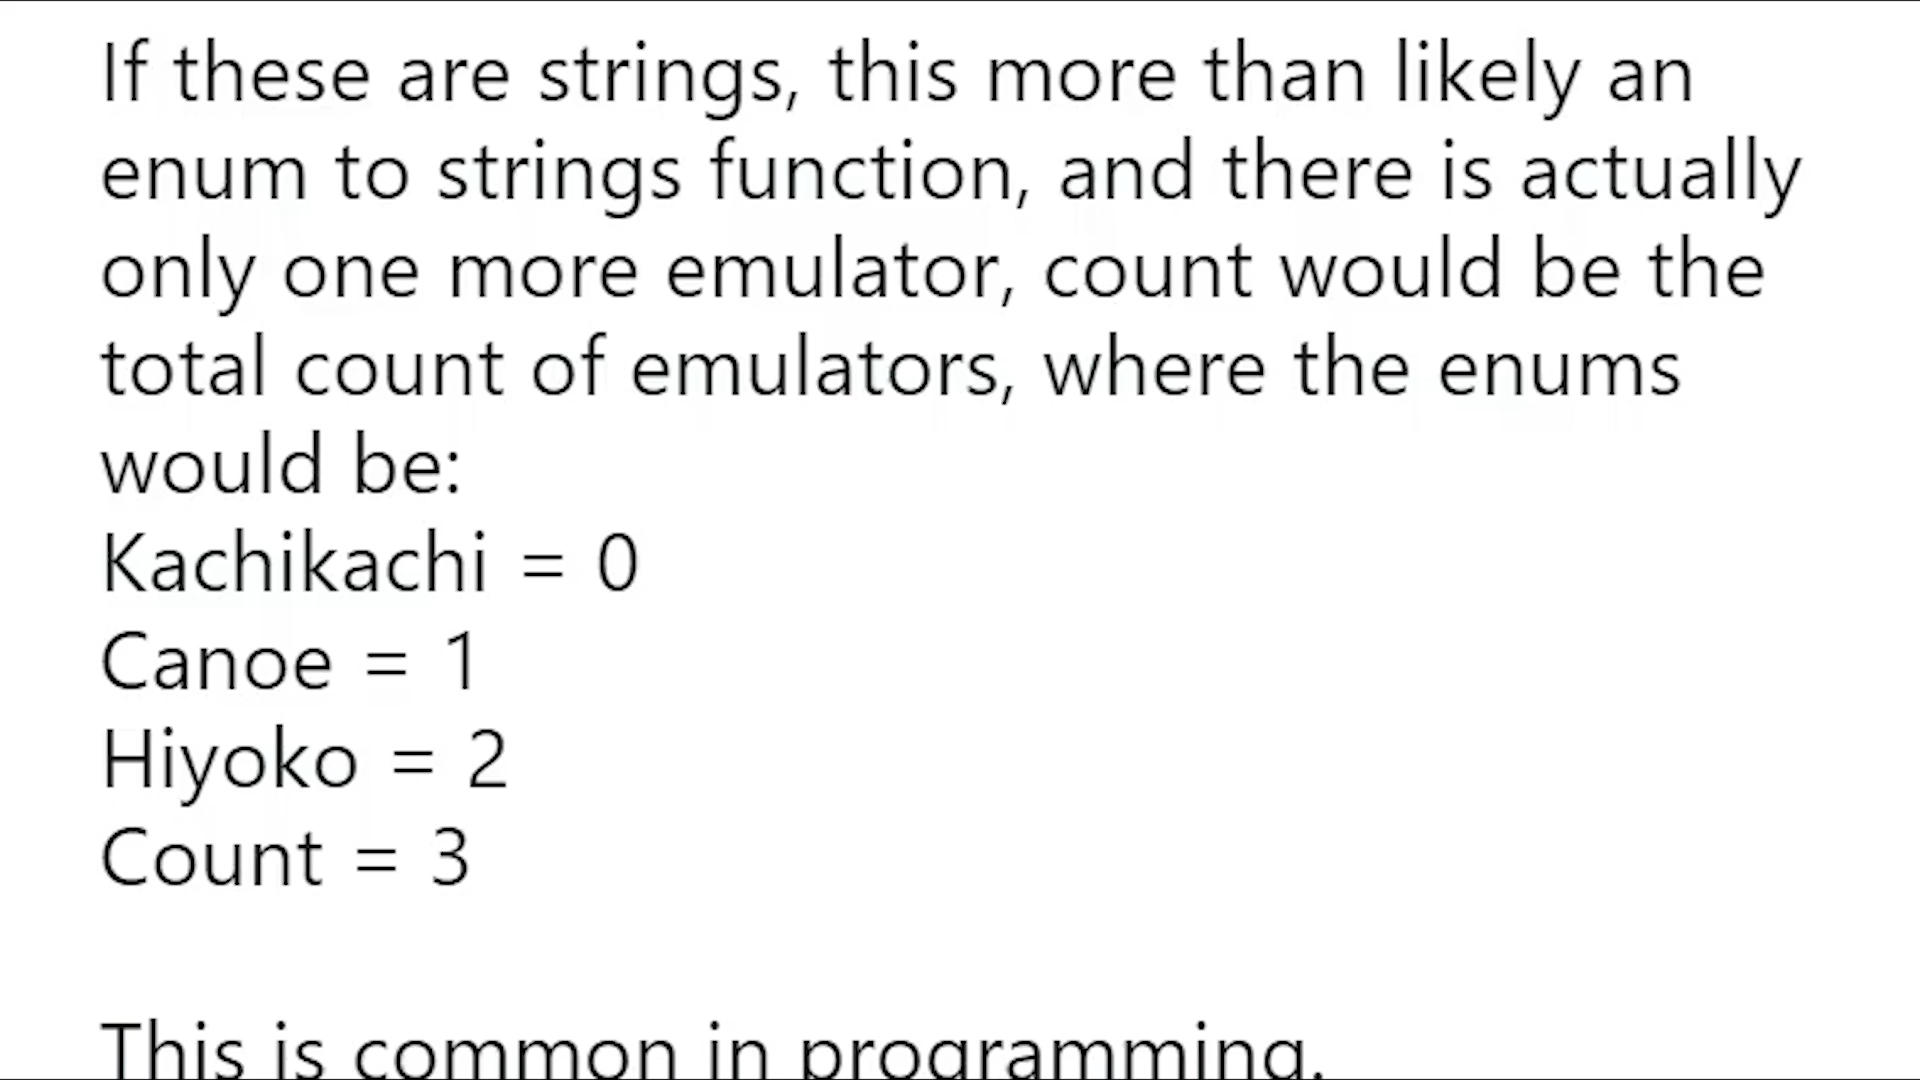 If these are strings, this more than likely an
enum to strings function, and there is actually
only one more emulator, count would be the
total count of emulators, where the enums
would be:
Kachikachi = 0
Canoe = 1
Hiyoko = 2
Count = 3
This is common in programming.